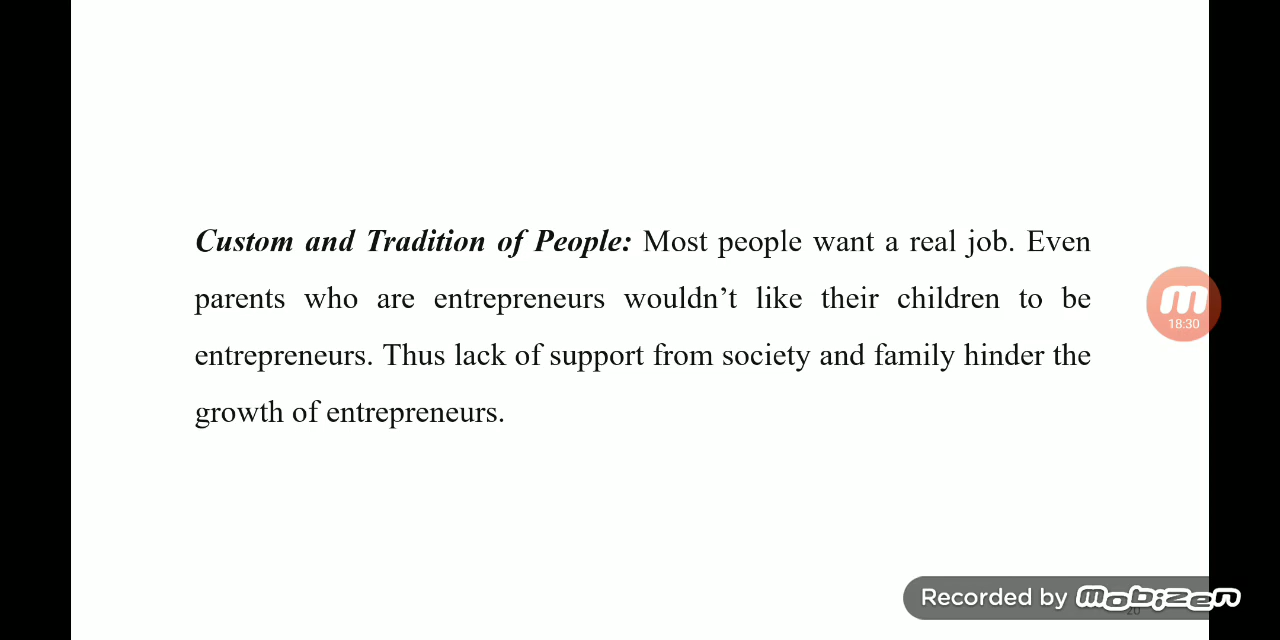 Custom and Tradition of People: Most people want a real job. Even
parents who are entrepreneurs wouldn’t like their children to be
entrepreneurs. Thus lack of support from society and family hinder the
growth of entrepreneurs.
18:30
Recorded by mobizen
20